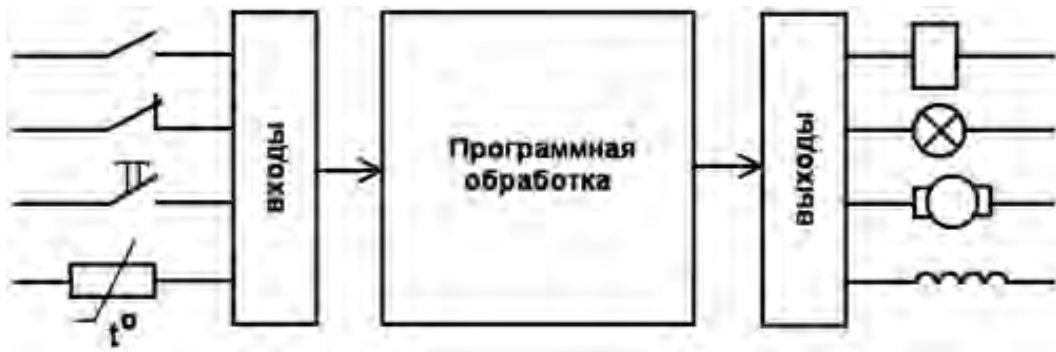 входы
Программная
обработка
выходы
t°